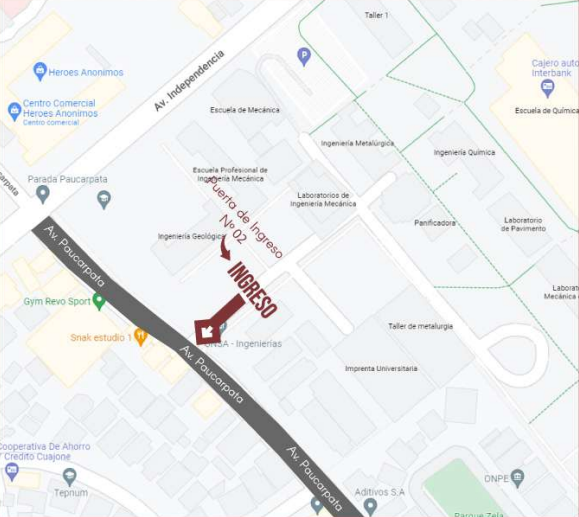 Taller 1
Heroes Anonimos
Av. Independencia
P
Cajero auto
Interbank
Centro Comercial
Heroes Anonimos
Centro comercial
Escuela de Mecánica
Escuela de Química
Ingeniería Metalúrgica
Ingeniería Química
Parada Paucarpata
Escuela Profesional de
Ingeniería Mecánica
Puerta de Ingreso
Nº 02
Laboratorios de
Ingeniería Mecánica
Panificadora
Laboratorio
de Pavimento
Av. Paucarpata
Ingeniería Geológica
INGRESO
Gym Revo Sport
Laborat
Mecánica
Snak estudio 1
Av. Paucarpata
UNSA - Ingenierías
Taller de metalurgia
Imprenta Universitaria
Cooperativa De Ahorro
Crédito Cuajone
Av. Paucarpata
Tepnum
Aditivos S.A
ONPE
Parque Zela